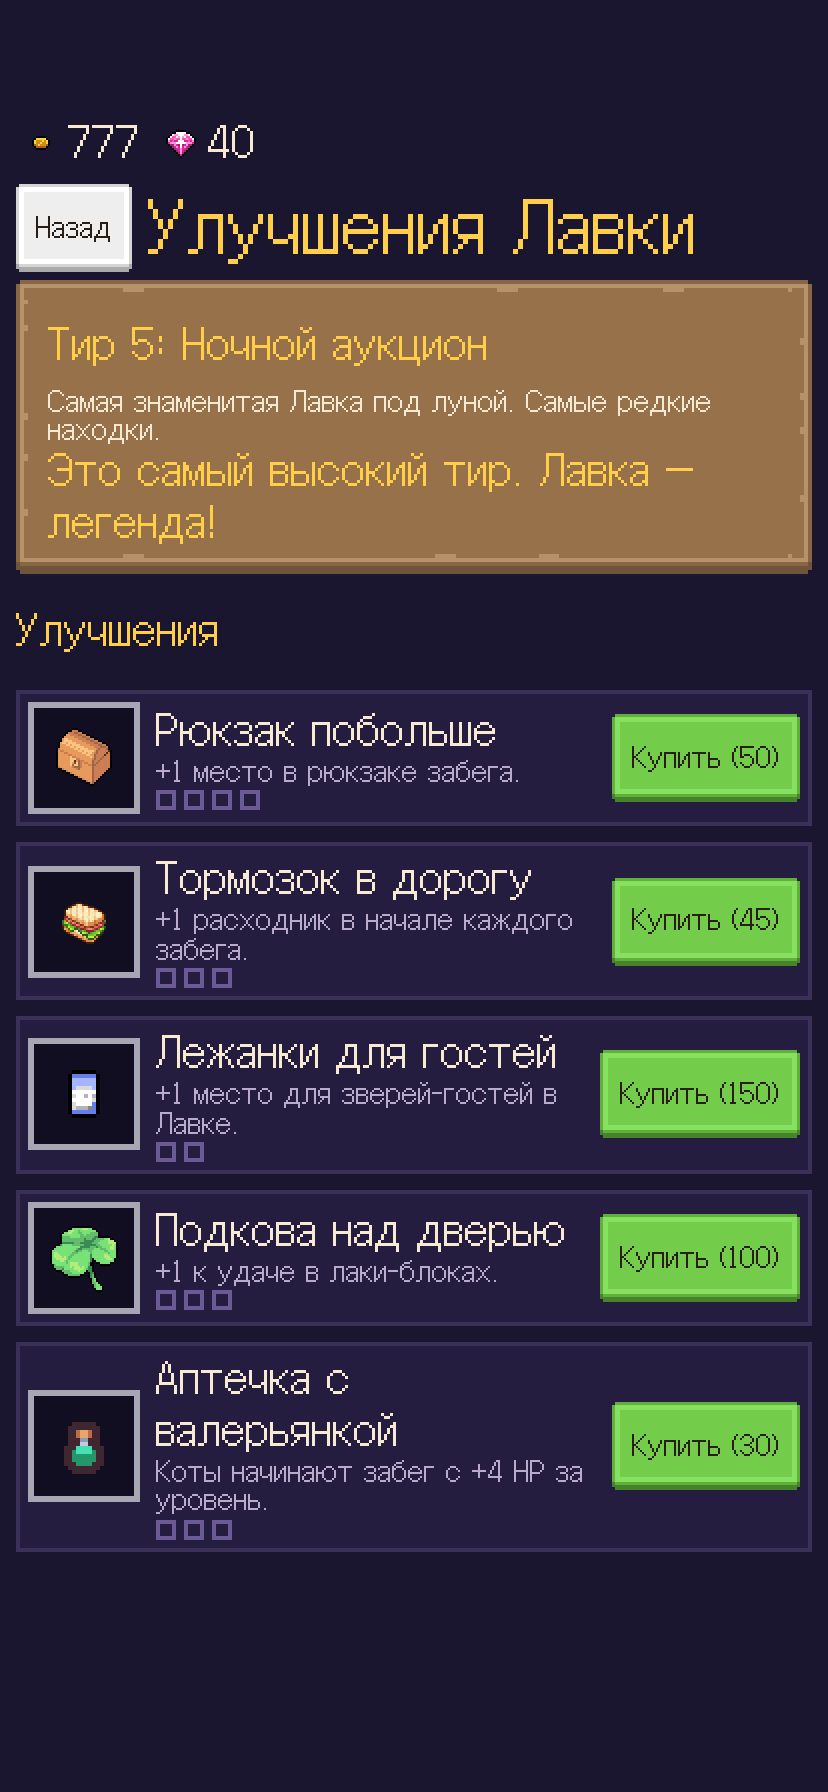 777 40
Назад
Улучшения Лавки
Тир 5: Ночной аукцион
Самая знаменитая Лавка под луной. Самые редкие
находки.
Это самый высокий тир. Лавка —
легенда!
Улучшения
Рюкзак побольше
+1 место в рюкзаке забега.
Купить (50)
Тормозок в дорогу
+1 расходник в начале каждого
забега.
Купить (45)
Лежанки для гостей
+1 место для зверей-гостей в
Лавке.
Купить (150)
Подкова над дверью
+1 к удаче в лаки-блоках.
Купить (100)
Аптечка с
валерьянкой
Коты начинают забег с +4 HP за
уровень.
Купить (30)